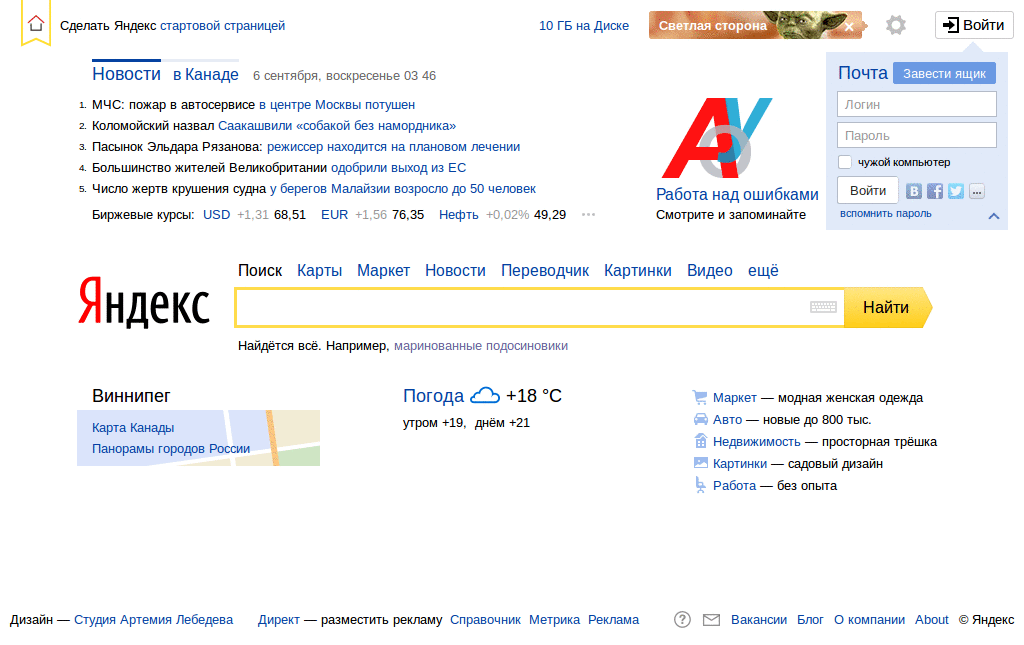 Сделать Яндекс стартовой страницей
10 ГБ на Диске
Светлая сторона
Войти
Новости в Канаде 6 сентября, воскресенье 03 46
1. МЧС: пожар в автосервисе в центре Москвы потушен
2. Коломойский назвал Саакашвили «собакой без намордника»
3. Пасынок Эльдара Рязанова: режиссер находится на плановом лечении
4. Большинство жителей Великобритании одобрили выход из ЕС
5. Число жертв крушения судна у берегов Малайзии возросло до 50 человек
Биржевые курсы: USD +1,31 68,51 EUR +1,56 76,35 Нефть +0,02% 49,29 •••
Работа над ошибками
Смотрите и запоминайте
Почта Завести ящик
Логин
Пароль
чужой компьютер
Войти
вспомнить пароль
Поиск Карты Маркет Новости Переводчик Картинки Видео ещё
Яндекс
Найти
Найдётся всё. Например, маринованные подосиновики
Виннипег
Карта Канады
Панорамы городов России
Погода +18 °C
утром +19, днём +21
Маркет — модная женская одежда
Авто — новые до 800 тыс.
Недвижимость — просторная трёшка
Картинки — садовый дизайн
Работа — без опыта
Дизайн — Студия Артемия Лебедева Директ — разместить рекламу Справочник Метрика Реклама ? Вакансии Блог О компании About © Яндекс